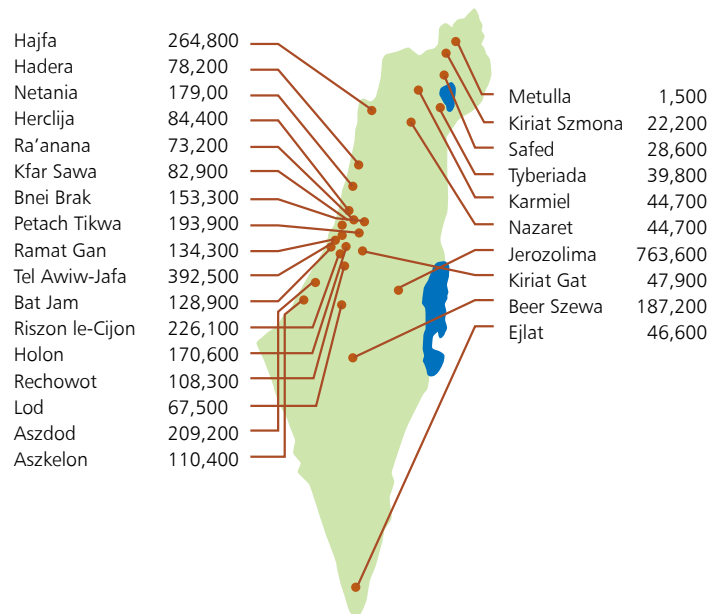 Hajfa 264,800
Hadera 78,200
Netania 179,00
Herclija 84,400
Ra’anana 73,200
Kfar Sawa 82,900
Bnei Brak 153,300
Petach Tikwa 193,900
Ramat Gan 134,300
Tel Awiw-Jafa 392,500
Bat Jam 128,900
Riszon le-Cijon 226,100
Holon 170,600
Rechowot 108,300
Lod 67,500
Aszdod 209,200
Aszkelon 110,400
Metulla 1,500
Kiriat Szmona 22,200
Safed 28,600
Tyberiada 39,800
Karmiel 44,700
Nazaret 44,700
Jerozolima 763,600
Kiriat Gat 47,900
Beer Szewa 187,200
Ejlat 46,600